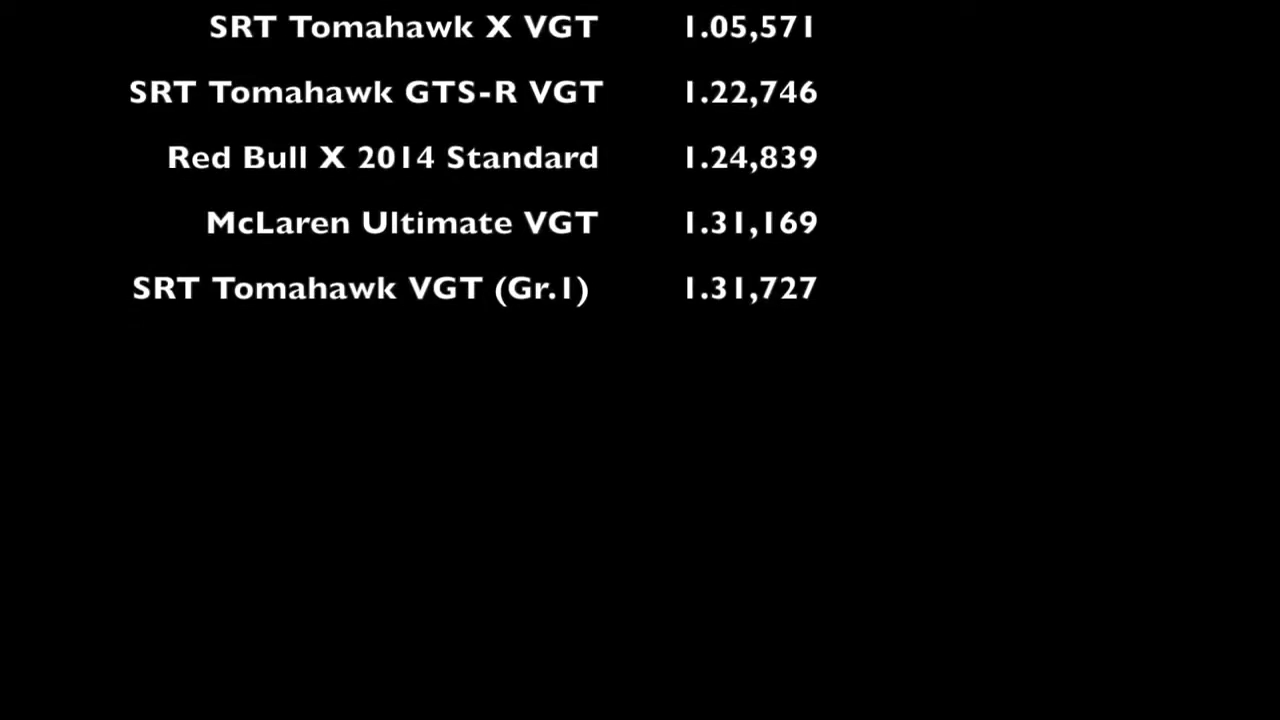 SRT Tomahawk X VGT 1.05,571
SRT Tomahawk GTS-R VGT 1.22,746
Red Bull X 2014 Standard 1.24,839
McLaren Ultimate VGT 1.31,169
SRT Tomahawk VGT (Gr.1) 1.31,727